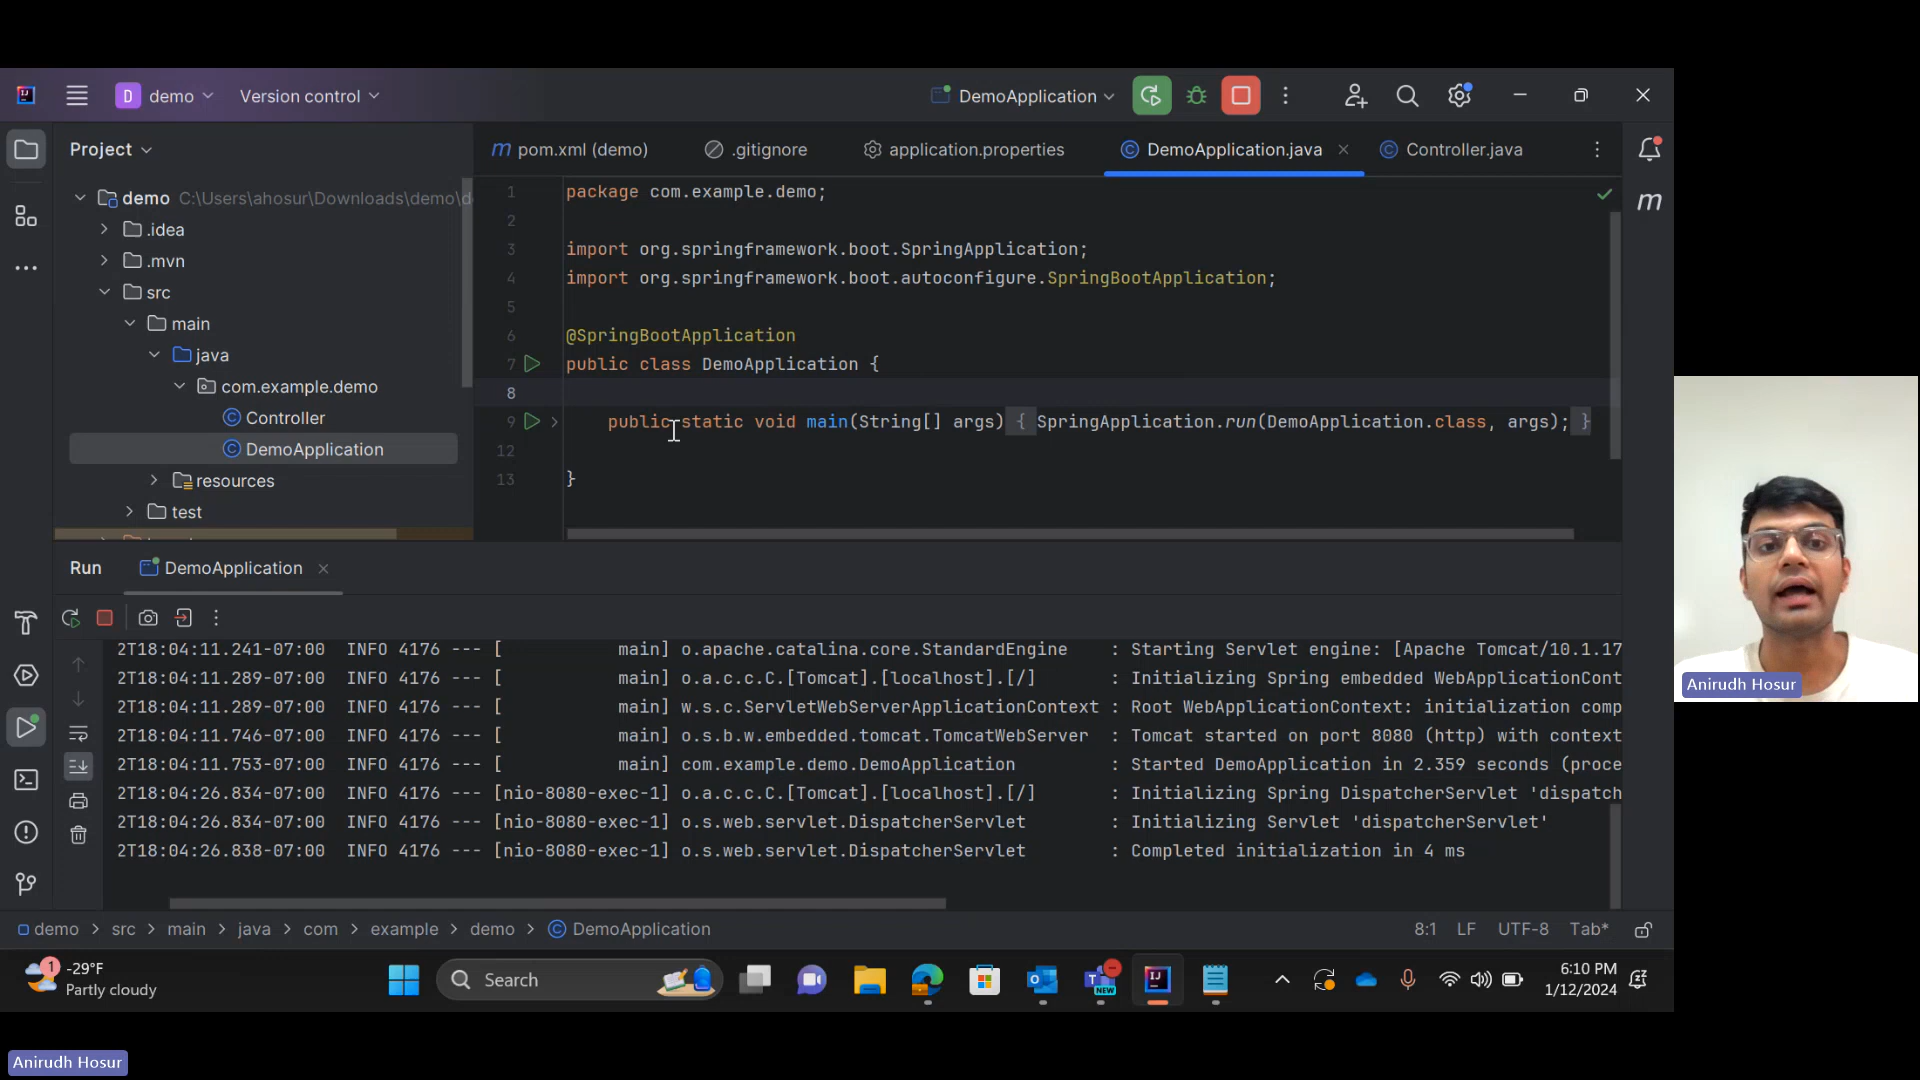 D demo
Version control
DemoApplication
Project
m pom.xml (demo)
.gitignore
application.properties
DemoApplication.java
Controller.java
m
demo C:\Users\ahosur\Downloads\demo\d
.idea
.mvn
src
main
java
com.example.demo
Controller
DemoApplication
resources
test
1 package com.example.demo;
2
3 import org.springframework.boot.SpringApplication;
4 import org.springframework.boot.autoconfigure.SpringBootApplication;
5
6 @SpringBootApplication
7 public class DemoApplication {
8
9 public static void main(String[] args) { SpringApplication.run(DemoApplication.class, args); }
12
13 }
Run
DemoApplication
2T18:04:11.241-07:00 INFO 4176 --- [ main] o.apache.catalina.core.StandardEngine : Starting Servlet engine: [Apache Tomcat/10.1.17
2T18:04:11.289-07:00 INFO 4176 --- [ main] o.a.c.c.C.[Tomcat].[localhost].[/] : Initializing Spring embedded WebApplicationCont
2T18:04:11.289-07:00 INFO 4176 --- [ main] w.s.c.ServletWebServerApplicationContext : Root WebApplicationContext: initialization comp
2T18:04:11.746-07:00 INFO 4176 --- [ main] o.s.b.w.embedded.tomcat.TomcatWebServer : Tomcat started on port 8080 (http) with context
2T18:04:11.753-07:00 INFO 4176 --- [ main] com.example.demo.DemoApplication : Started DemoApplication in 2.359 seconds (proce
2T18:04:26.834-07:00 INFO 4176 --- [nio-8080-exec-1] o.a.c.c.C.[Tomcat].[localhost].[/] : Initializing Spring DispatcherServlet 'dispatch
2T18:04:26.834-07:00 INFO 4176 --- [nio-8080-exec-1] o.s.web.servlet.DispatcherServlet : Initializing Servlet 'dispatcherServlet'
2T18:04:26.838-07:00 INFO 4176 --- [nio-8080-exec-1] o.s.web.servlet.DispatcherServlet : Completed initialization in 4 ms
demo > src > main > java > com > example > demo > DemoApplication
8:1 LF UTF-8 Tab*
1
-29°F
Partly cloudy
Search
NEW
6:10 PM
1/12/2024
Anirudh Hosur
Anirudh Hosur